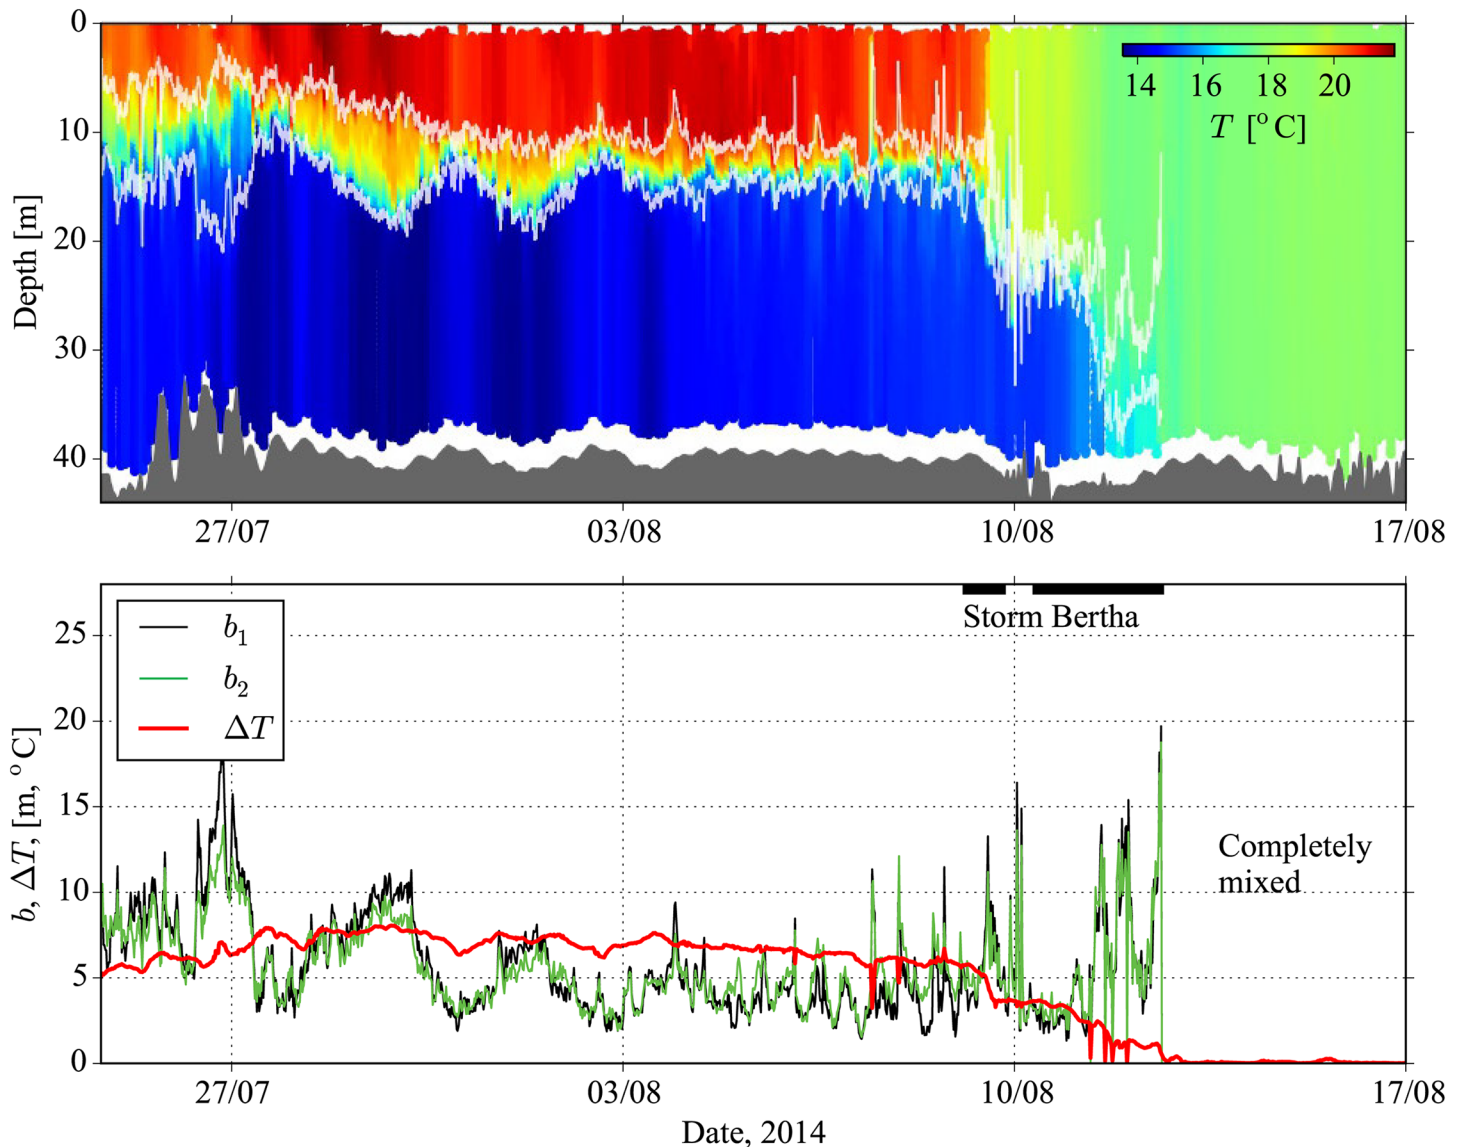 0
10
20
30
40
Depth [m]
14 16 18 20
T [°C]
27/07 03/08 10/08 17/08
25
20
15
10
5
0
b, ΔT, [m, °C]
b₁
b₂
ΔT
Storm Bertha
Completely
mixed
27/07 03/08 10/08 17/08
Date, 2014